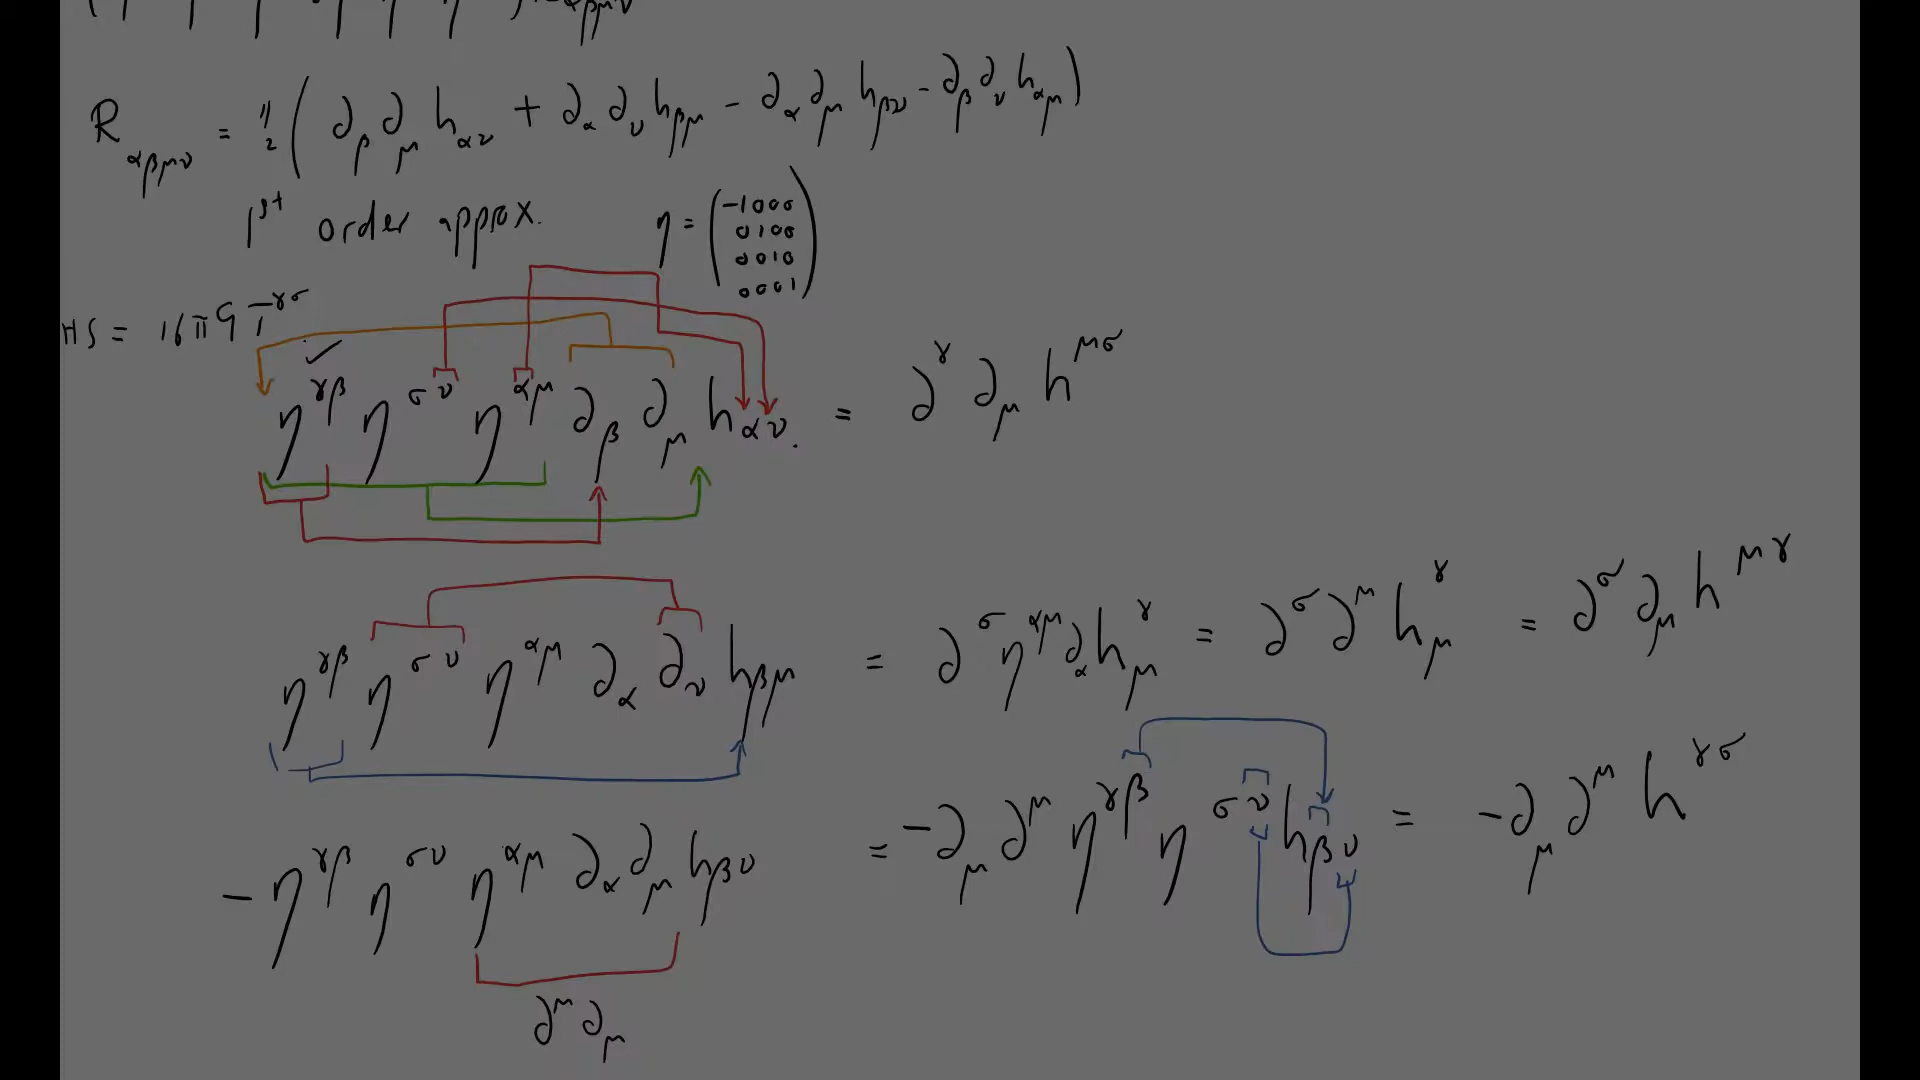 R_{αβμν} = 1/2 ( ∂_β ∂_μ h_{αν} + ∂_α ∂_ν h_{βμ} - ∂_α ∂_μ h_{βν} - ∂_β ∂_ν h_{αμ} )
1st order approx. η = ( -1 0 0 0
0 1 0 0
0 0 1 0
0 0 0 1 )
HS = 16πG T^{γσ}
η^{γβ} η^{σν} η^{αμ} ∂_β ∂_μ h_{αν} = ∂^γ ∂_μ h^{μσ}
η^{γβ} η^{σν} η^{αμ} ∂_α ∂_ν h_{βμ} = ∂^σ η^{αμ} ∂_α h_μ^γ = ∂^σ ∂^μ h_μ^γ = ∂^σ ∂_μ h^{μγ}
- η^{γβ} η^{σν} η^{αμ} ∂_α ∂_μ h_{βν} = -∂_μ ∂^μ η^{γβ} η^{σν} h_{βν} = -∂_μ ∂^μ h^{γσ}
∂^μ ∂_μ